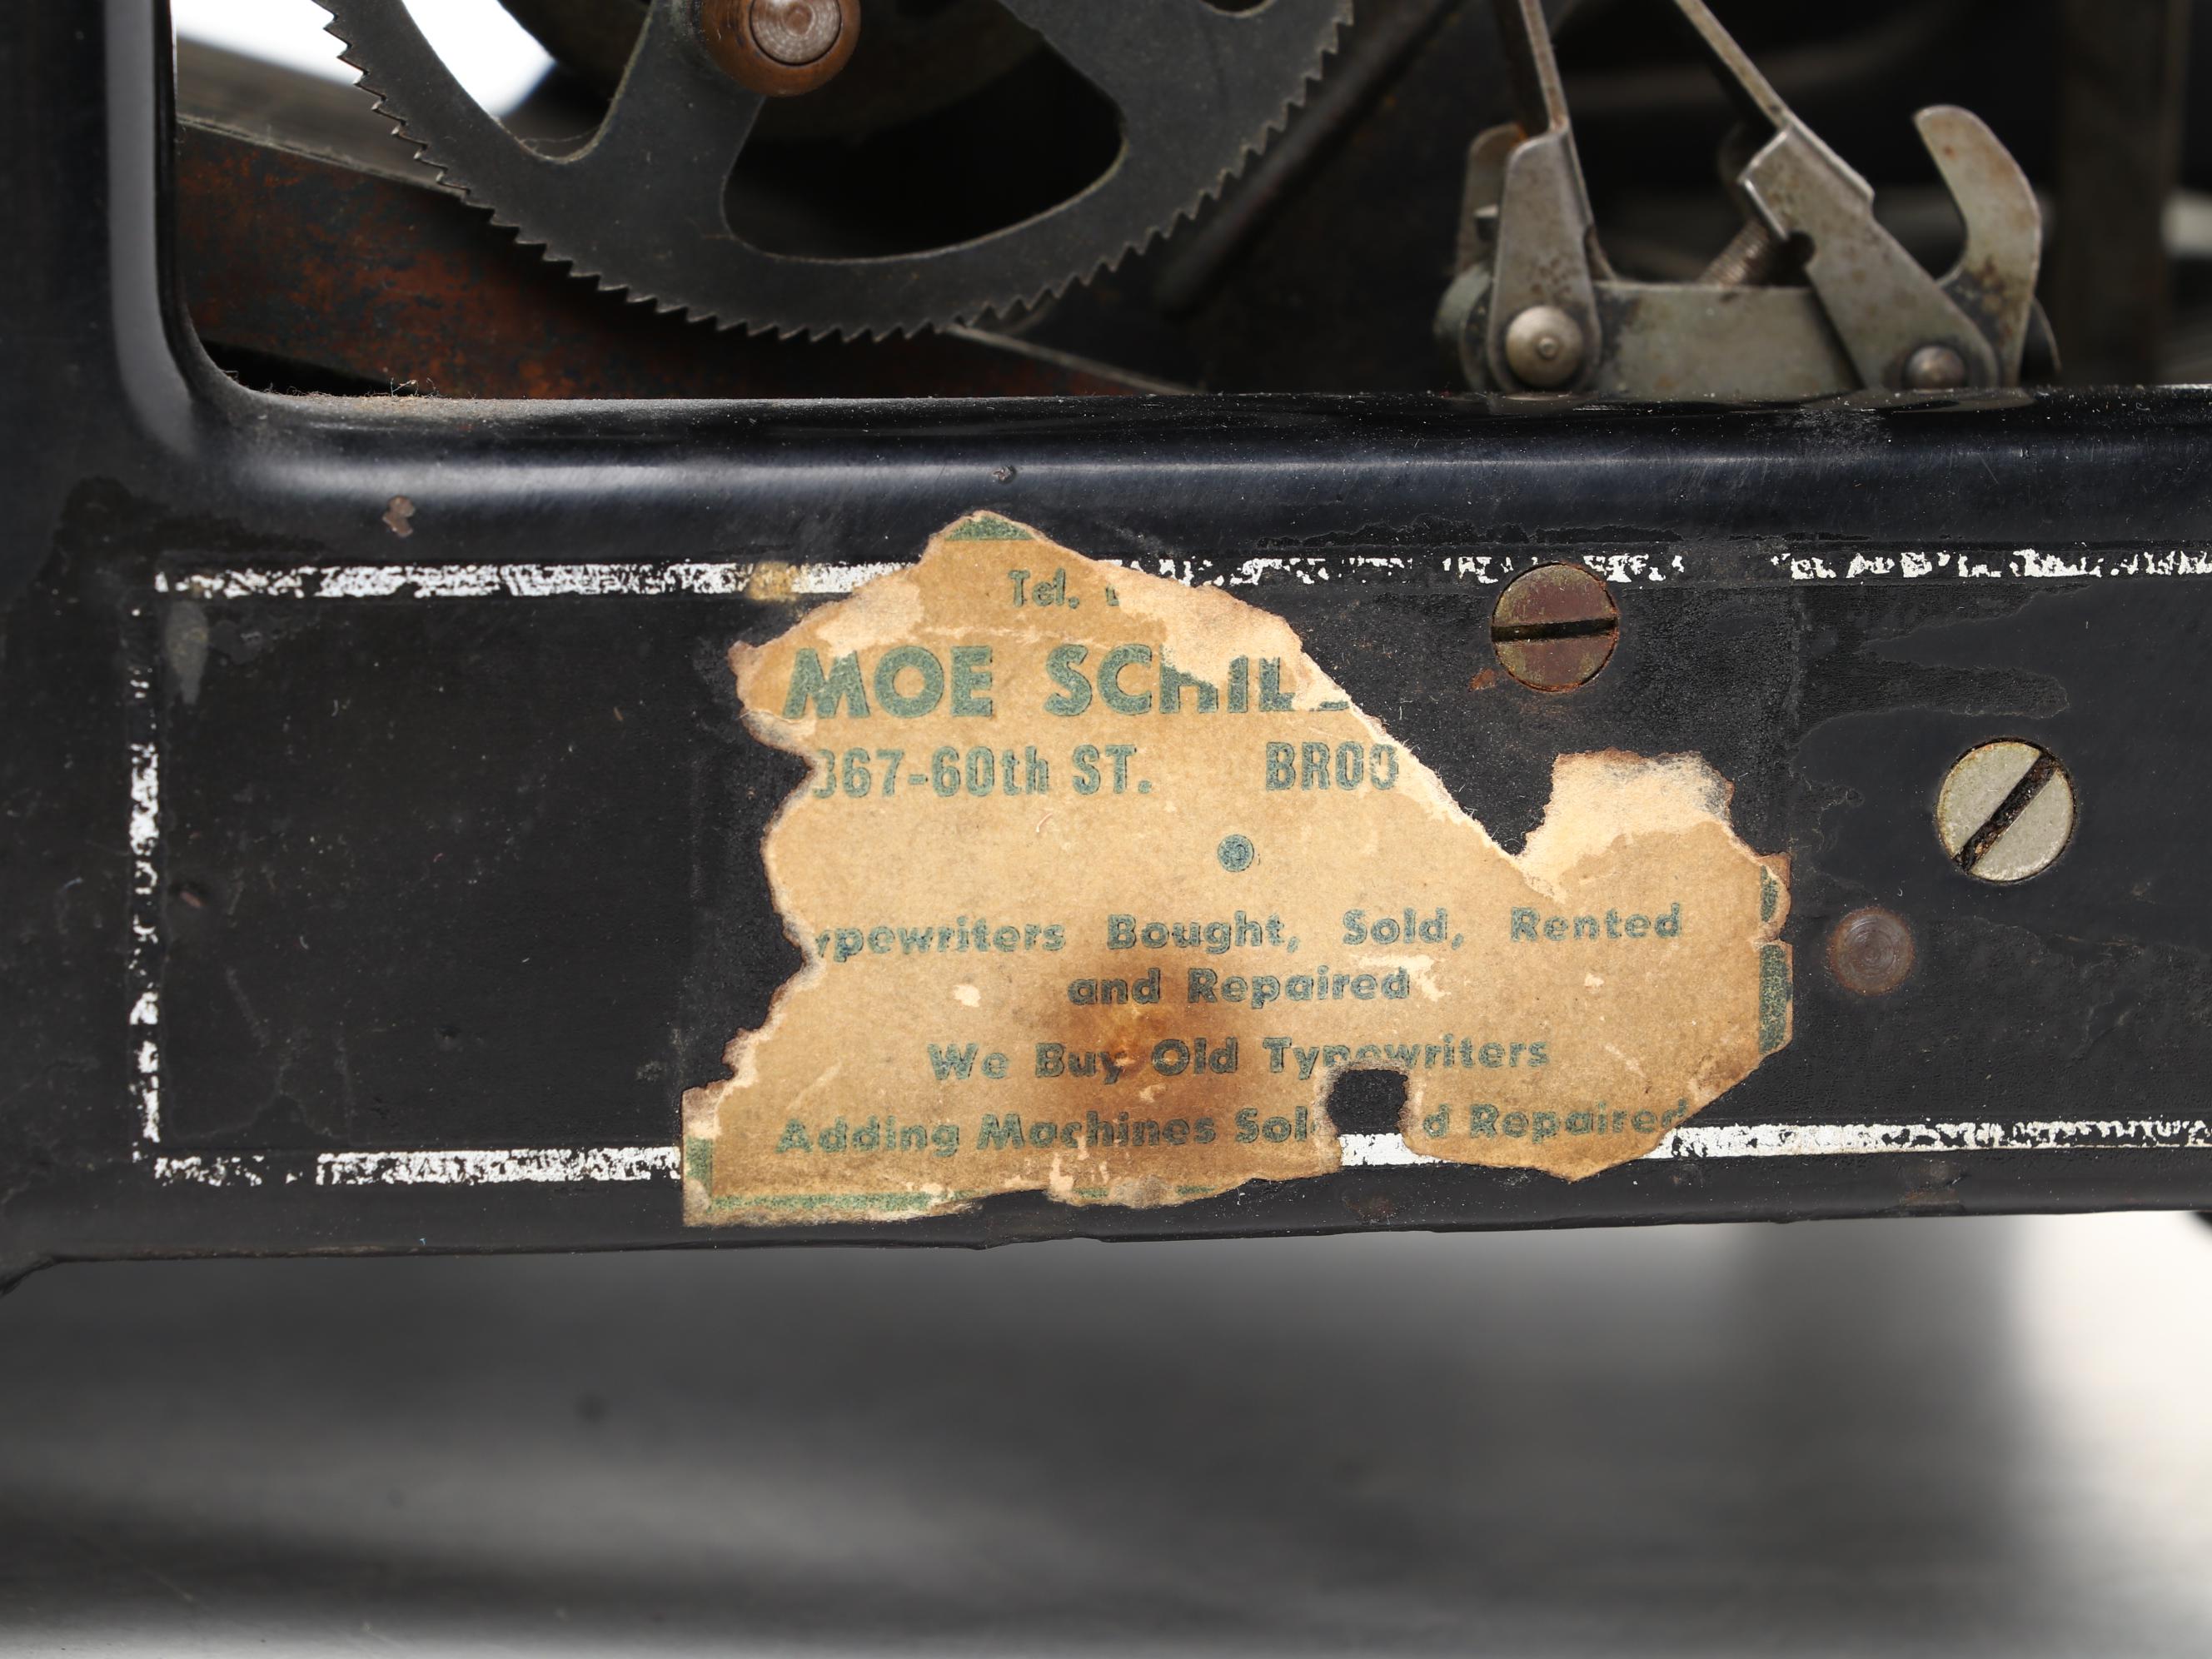 Tel.
MOE SCHIL
367-60th ST. BROO
ypewriters Bought, Sold, Rented
and Repaired
We Buy Old Typewriters
Adding Machines Sol d Repaired